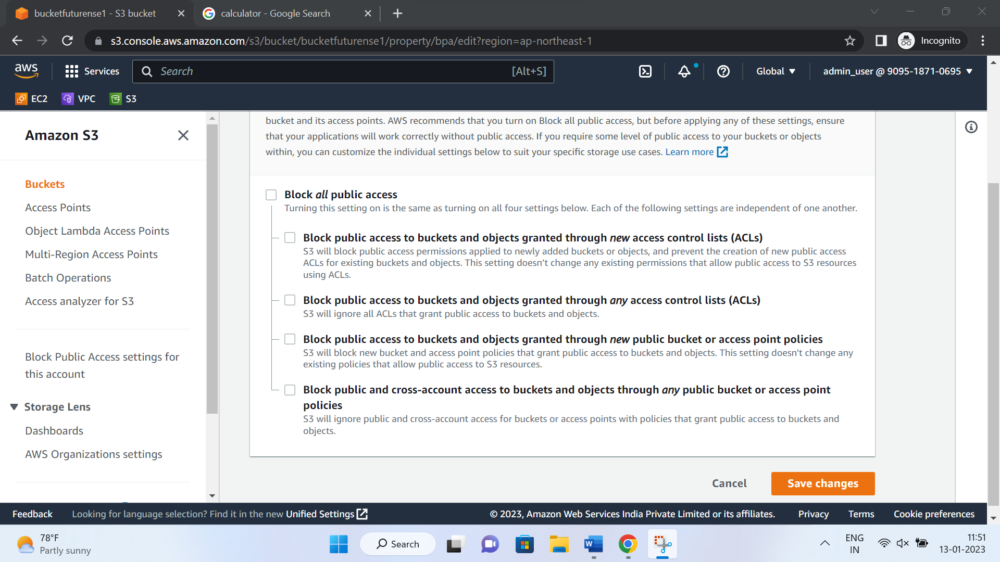 bucketfuturense1 - S3 bucket
calculator - Google Search
s3.console.aws.amazon.com/s3/bucket/bucketfuturense1/property/bpa/edit?region=ap-northeast-1
Incognito
aws
Services
Search
[Alt+S]
Global
admin_user @ 9095-1871-0695
EC2
VPC
S3
Amazon S3
Buckets
Access Points
Object Lambda Access Points
Multi-Region Access Points
Batch Operations
Access analyzer for S3
Block Public Access settings for
this account
Storage Lens
Dashboards
AWS Organizations settings
bucket and its access points. AWS recommends that you turn on Block all public access, but before applying any of these settings, ensure
that your applications will work correctly without public access. If you require some level of public access to your buckets or objects
within, you can customize the individual settings below to suit your specific storage use cases. Learn more
Block all public access
Turning this setting on is the same as turning on all four settings below. Each of the following settings are independent of one another.
Block public access to buckets and objects granted through new access control lists (ACLs)
S3 will block public access permissions applied to newly added buckets or objects, and prevent the creation of new public access
ACLs for existing buckets and objects. This setting doesn’t change any existing permissions that allow public access to S3 resources
using ACLs.
Block public access to buckets and objects granted through any access control lists (ACLs)
S3 will ignore all ACLs that grant public access to buckets and objects.
Block public access to buckets and objects granted through new public bucket or access point policies
S3 will block new bucket and access point policies that grant public access to buckets and objects. This setting doesn't change any
existing policies that allow public access to S3 resources.
Block public and cross-account access to buckets and objects through any public bucket or access point
policies
S3 will ignore public and cross-account access for buckets or access points with policies that grant public access to buckets and
objects.
Cancel
Save changes
Feedback
Looking for language selection? Find it in the new Unified Settings
© 2023, Amazon Web Services India Private Limited or its affiliates.
Privacy
Terms
Cookie preferences
78°F
Partly sunny
Search
W
ENG
IN
11:51
13-01-2023